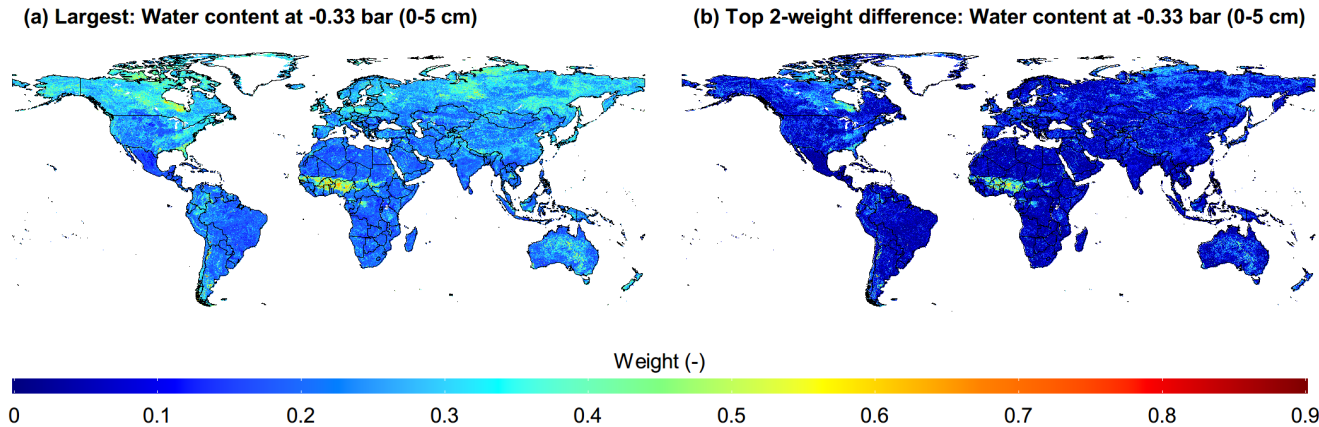 (a) Largest: Water content at -0.33 bar (0-5 cm)
(b) Top 2-weight difference: Water content at -0.33 bar (0-5 cm)
Weight (-)
0 0.1 0.2 0.3 0.4 0.5 0.6 0.7 0.8 0.9